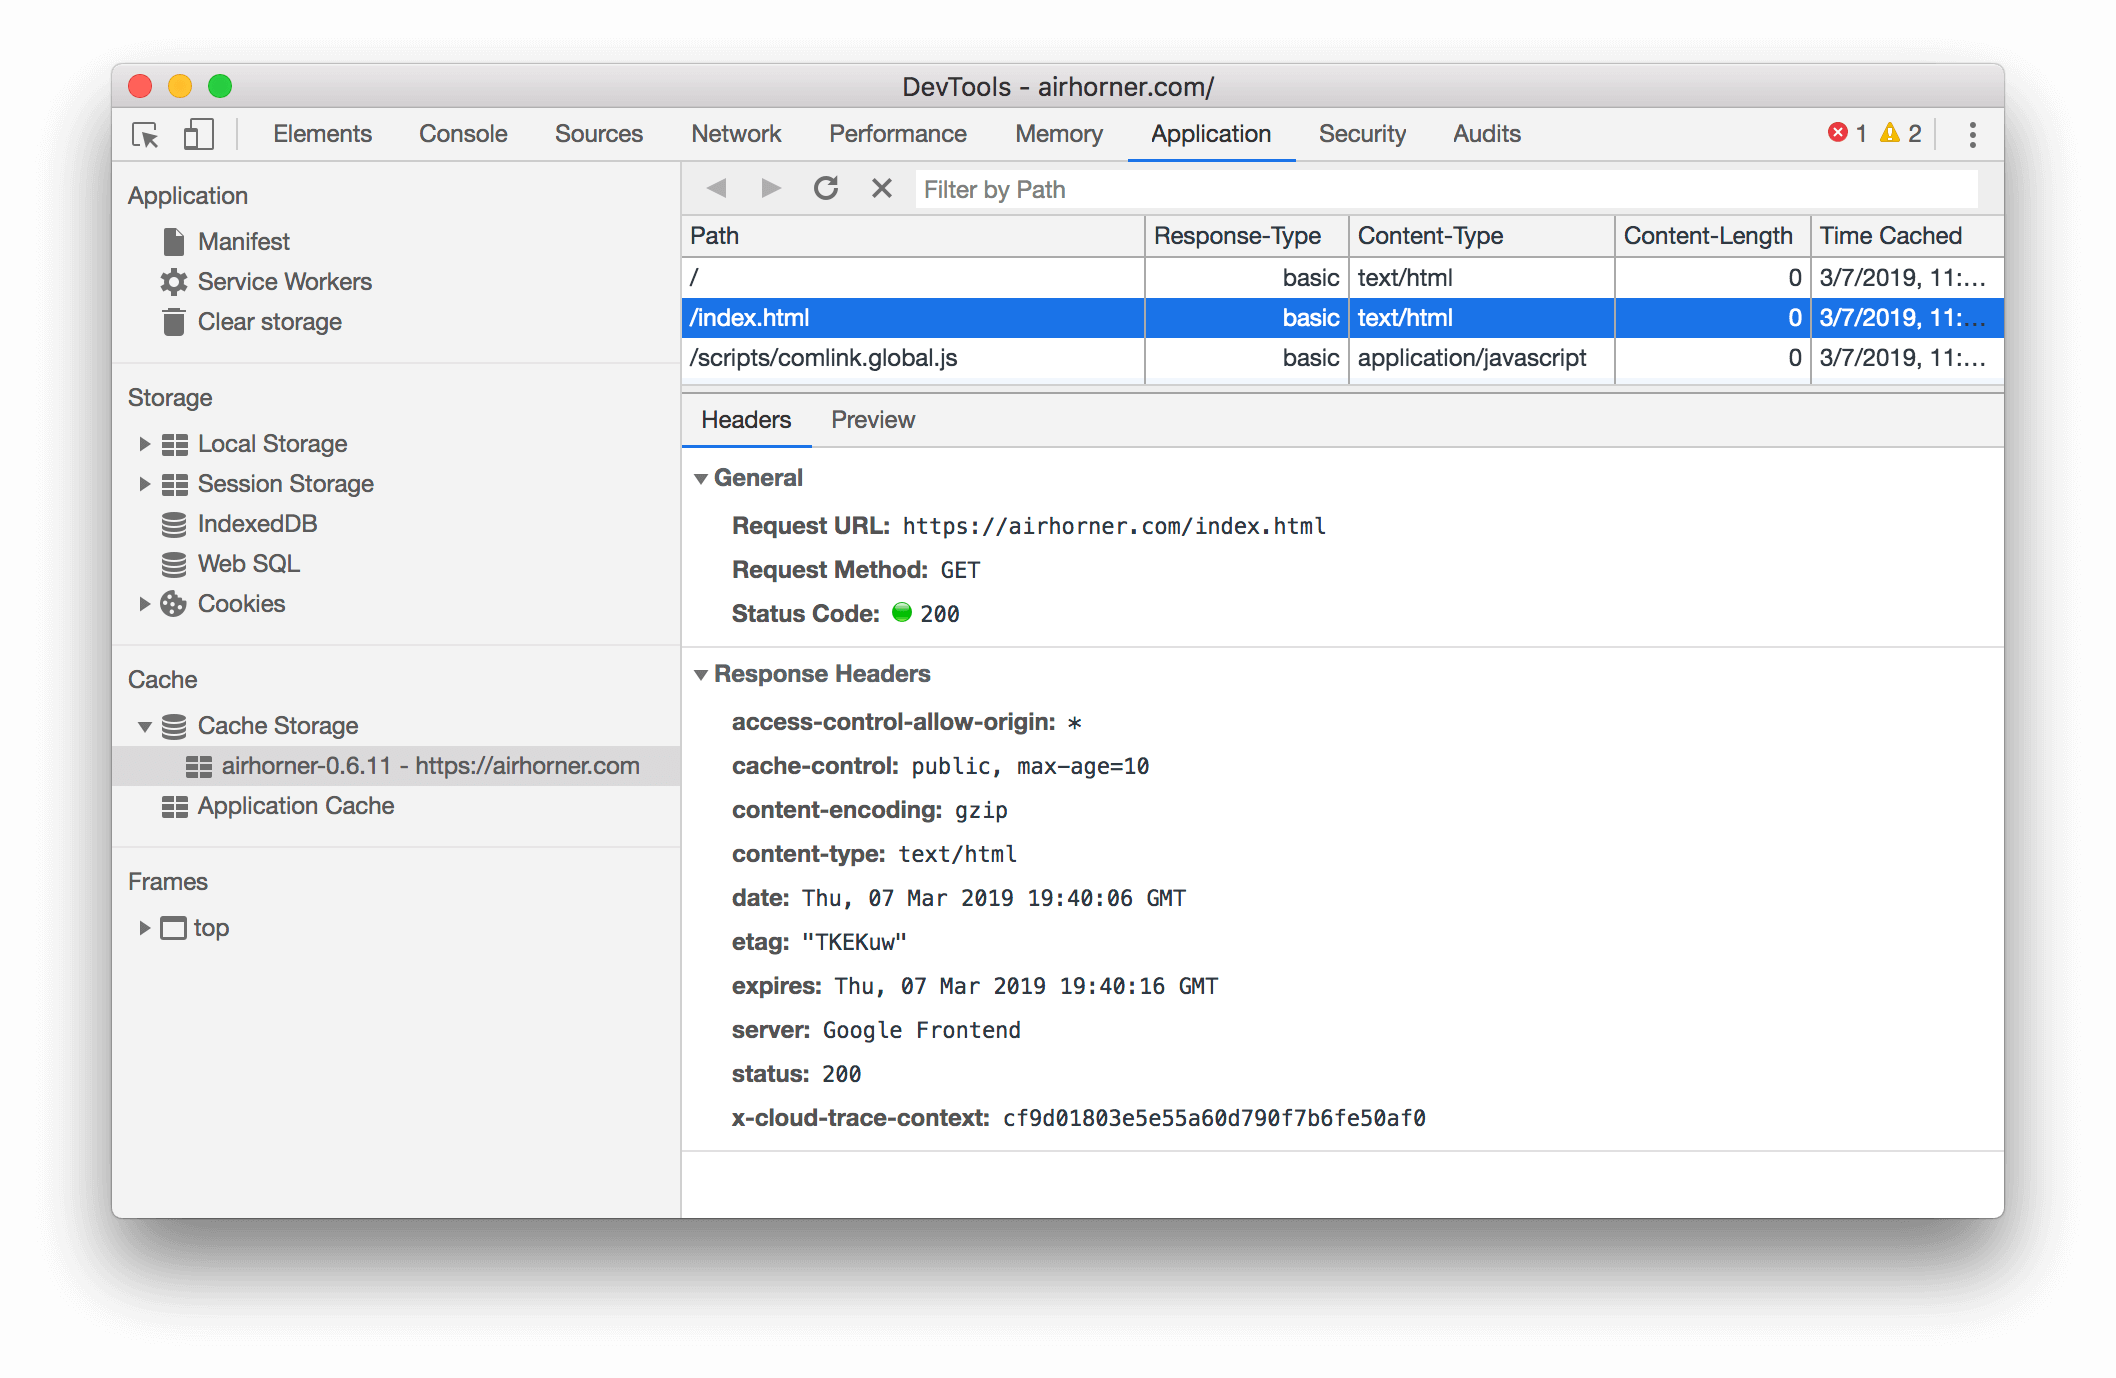 DevTools - airhorner.com/
Elements Console Sources Network Performance Memory Application Security Audits 1 2
Application
Manifest
Service Workers
Clear storage
Storage
Local Storage
Session Storage
IndexedDB
Web SQL
Cookies
Cache
Cache Storage
airhorner-0.6.11 - https://airhorner.com
Application Cache
Frames
top
Filter by Path
Path Response-Type Content-Type Content-Length Time Cached
/ basic text/html 0 3/7/2019, 11:…
/index.html basic text/html 0 3/7/2019, 11:…
/scripts/comlink.global.js basic application/javascript 0 3/7/2019, 11:…
Headers Preview
General
Request URL: https://airhorner.com/index.html
Request Method: GET
Status Code: 200
Response Headers
access-control-allow-origin: *
cache-control: public, max-age=10
content-encoding: gzip
content-type: text/html
date: Thu, 07 Mar 2019 19:40:06 GMT
etag: "TKEKuw"
expires: Thu, 07 Mar 2019 19:40:16 GMT
server: Google Frontend
status: 200
x-cloud-trace-context: cf9d01803e5e55a60d790f7b6fe50af0